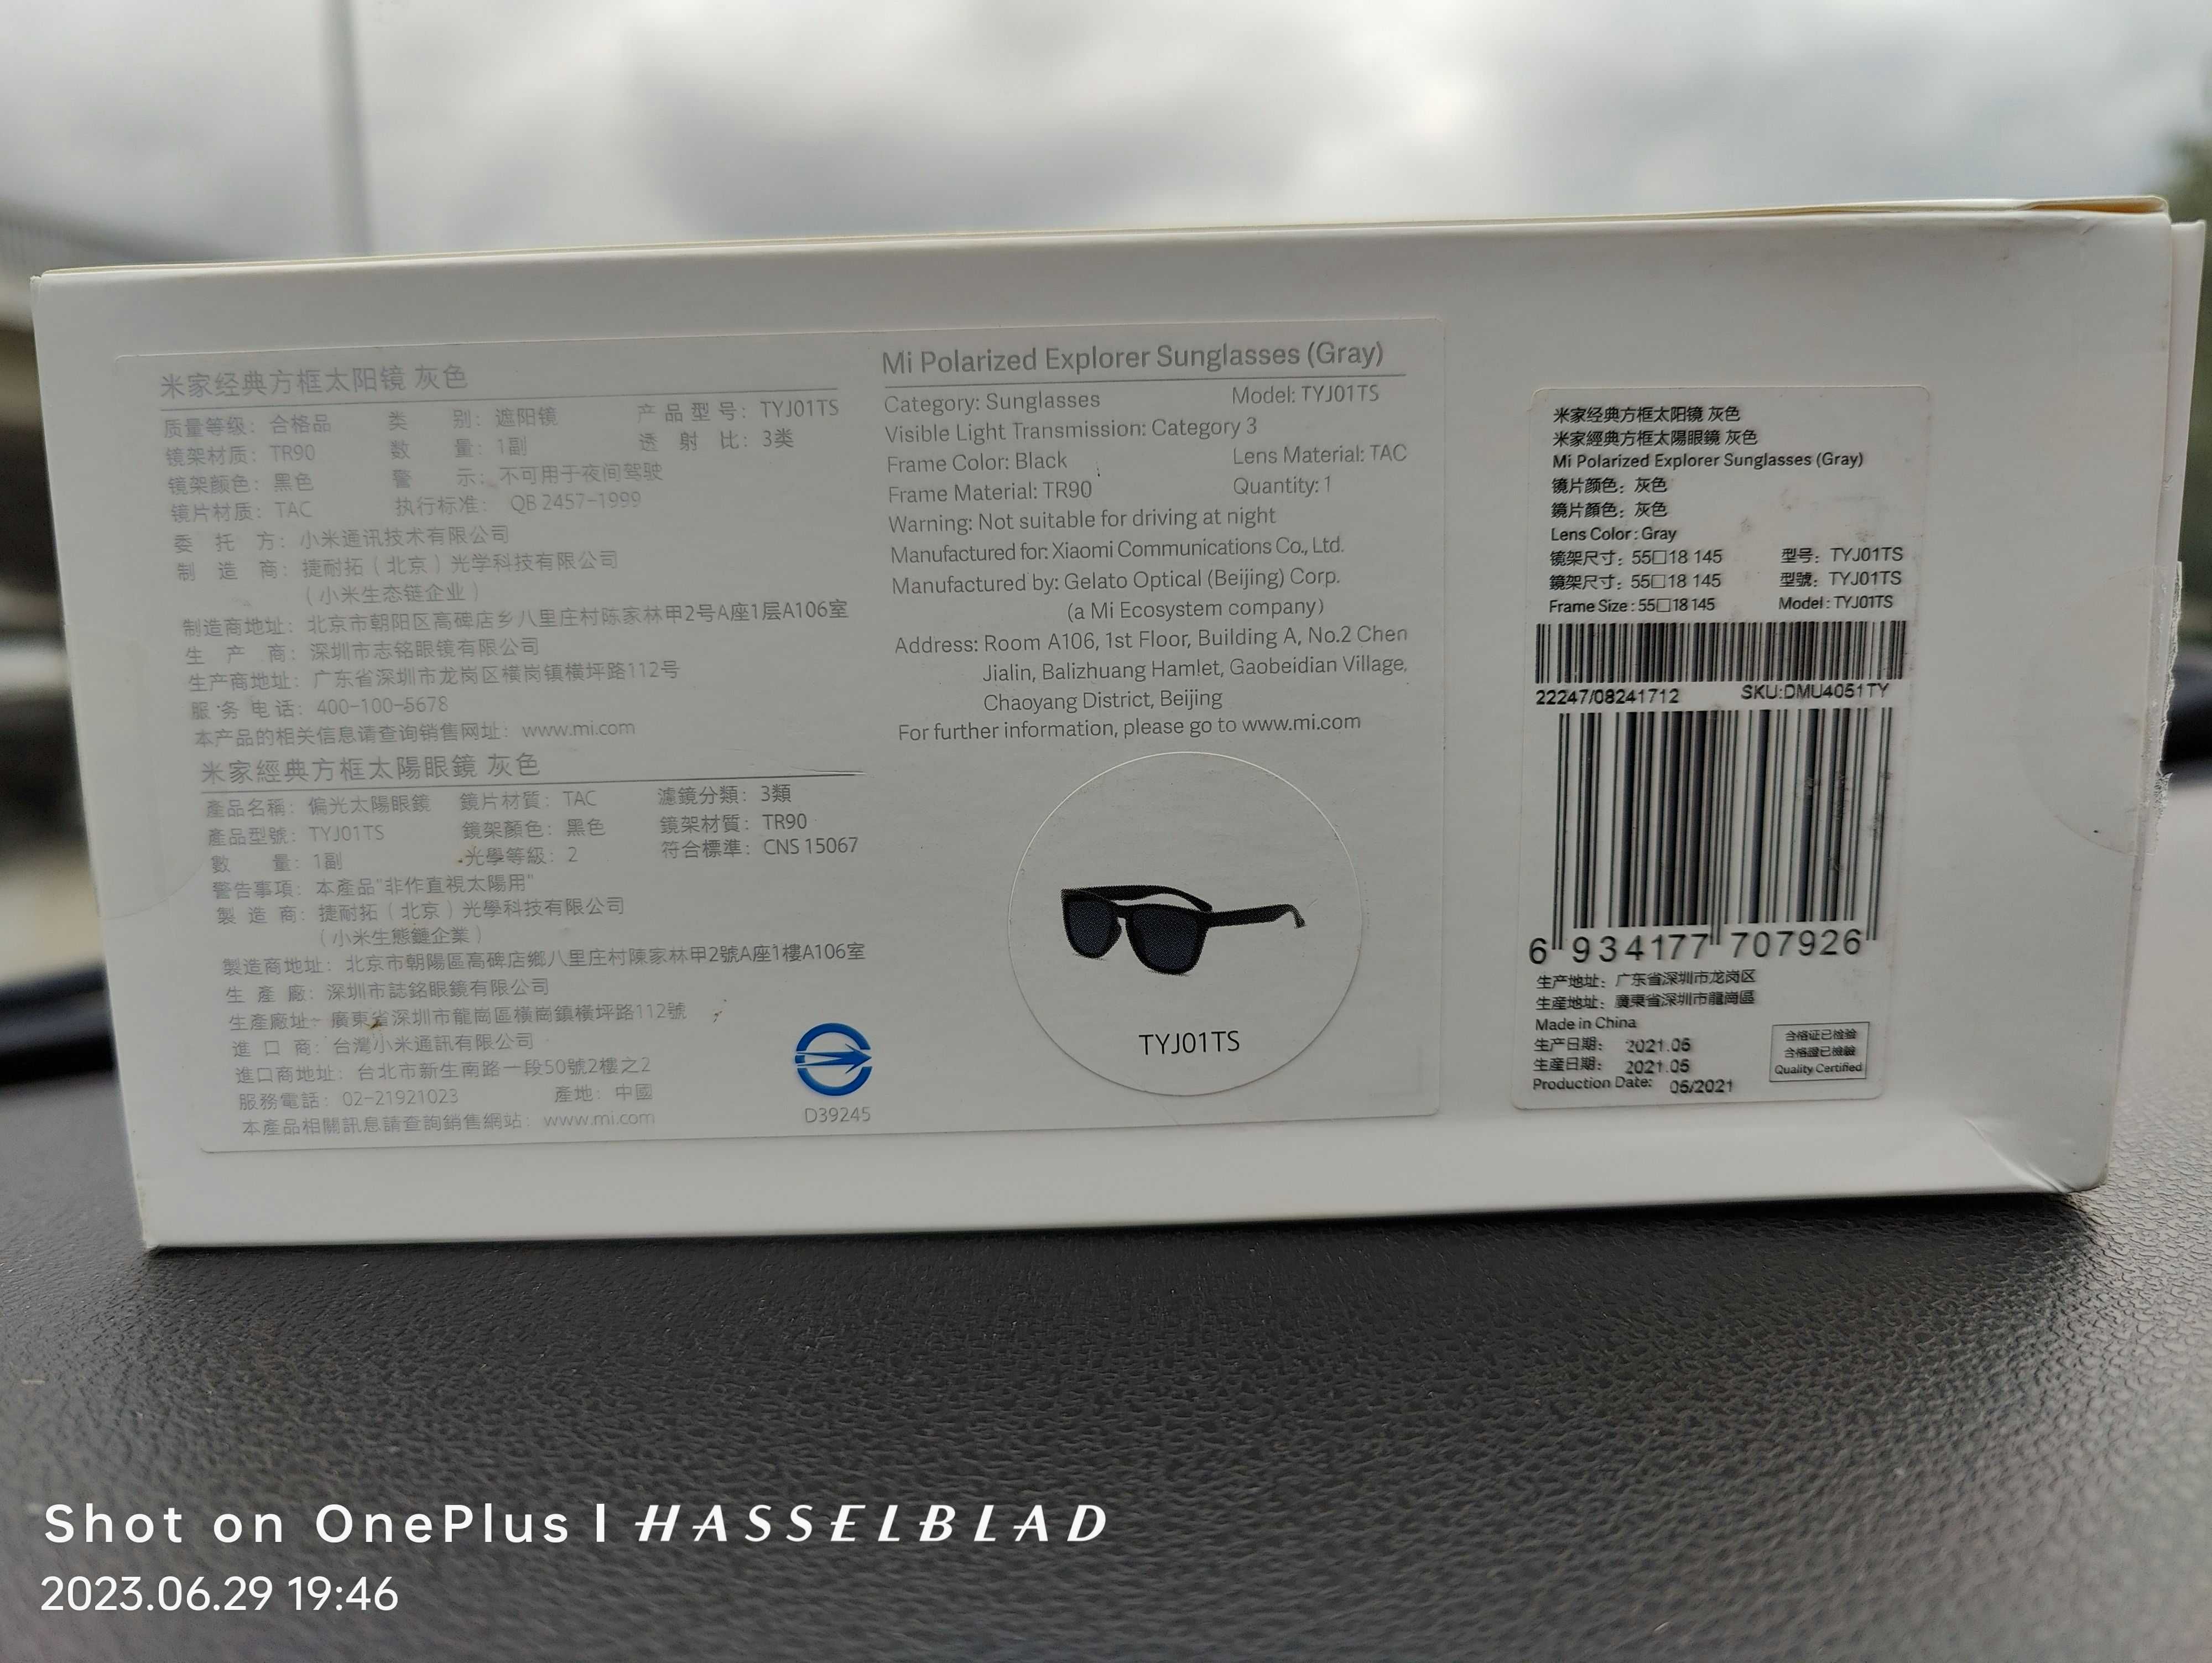 米家经典方框太阳镜 灰色
质量等级：合格品 类 别：遮阳镜 产品型号：TYJ01TS
镜架材质：TR90 数 量：1副 透 射 比：3类
镜架颜色：黑色 警 示：不可用于夜间驾驶
镜片材质：TAC 执行标准： QB 2457-1999
委 托 方：小米通讯技术有限公司
制 造 商：捷耐拓（北京）光学科技有限公司
（小米生态链企业）
制造商地址：北京市朝阳区高碑店乡八里庄村陈家林甲2号A座1层A106室
生 产 商：深圳市志铭眼镜有限公司
生产商地址：广东省深圳市龙岗区横岗镇横坪路112号
服务电话：400-100-5678
本产品的相关信息请查询销售网址：www.mi.com
米家經典方框太陽眼鏡 灰色
產品名稱：偏光太陽眼鏡 鏡片材質：TAC 濾鏡分類：3類
產品型號：TYJ01TS 鏡架顏色：黑色 鏡架材質：TR90
數 量：1副 光學等級：2 符合標準：CNS 15067
警告事項：本產品"非作直視太陽用"
製 造 商：捷耐拓（北京）光學科技有限公司
（小米生態鏈企業）
製造商地址：北京市朝陽區高碑店鄉八里庄村陳家林甲2號A座1樓A106室
生 產 廠：深圳市誌銘眼鏡有限公司
生產廠址：廣東省深圳市龍崗區橫崗鎮橫坪路112號
進 口 商：台灣小米通訊有限公司
進口商地址：台北市新生南路一段50號2樓之2
服務電話：02-21921023 產地：中國
本產品相關訊息請查詢銷售網站：www.mi.com
D39245
Mi Polarized Explorer Sunglasses (Gray)
Category: Sunglasses Model: TYJ01TS
Visible Light Transmission: Category 3
Frame Color: Black Lens Material: TAC
Frame Material: TR90 Quantity: 1
Warning: Not suitable for driving at night
Manufactured for: Xiaomi Communications Co., Ltd.
Manufactured by: Gelato Optical (Beijing) Corp.
(a Mi Ecosystem company)
Address: Room A106, 1st Floor, Building A, No.2 Chen
Jialin, Balizhuang Hamlet, Gaobeidian Village,
Chaoyang District, Beijing
For further information, please go to www.mi.com
TYJ01TS
米家经典方框太阳镜 灰色
米家經典方框太陽眼鏡 灰色
Mi Polarized Explorer Sunglasses (Gray)
镜片颜色：灰色
鏡片顏色：灰色
Lens Color: Gray
镜架尺寸：55□18 145 型号：TYJ01TS
鏡架尺寸：55□18 145 型號：TYJ01TS
Frame Size: 55□18 145 Model: TYJ01TS
22247/08241712 SKU:DMU4051TY
6 934177 707926
生产地址：广东省深圳市龙岗区
生産地址：廣東省深圳市龍崗區
Made in China
生产日期： 2021.05
生産日期： 2021.05
Production Date: 05/2021
合格证已检验
合格證已檢驗
Quality Certified
Shot on OnePlus | HASSELBLAD
2023.06.29 19:46